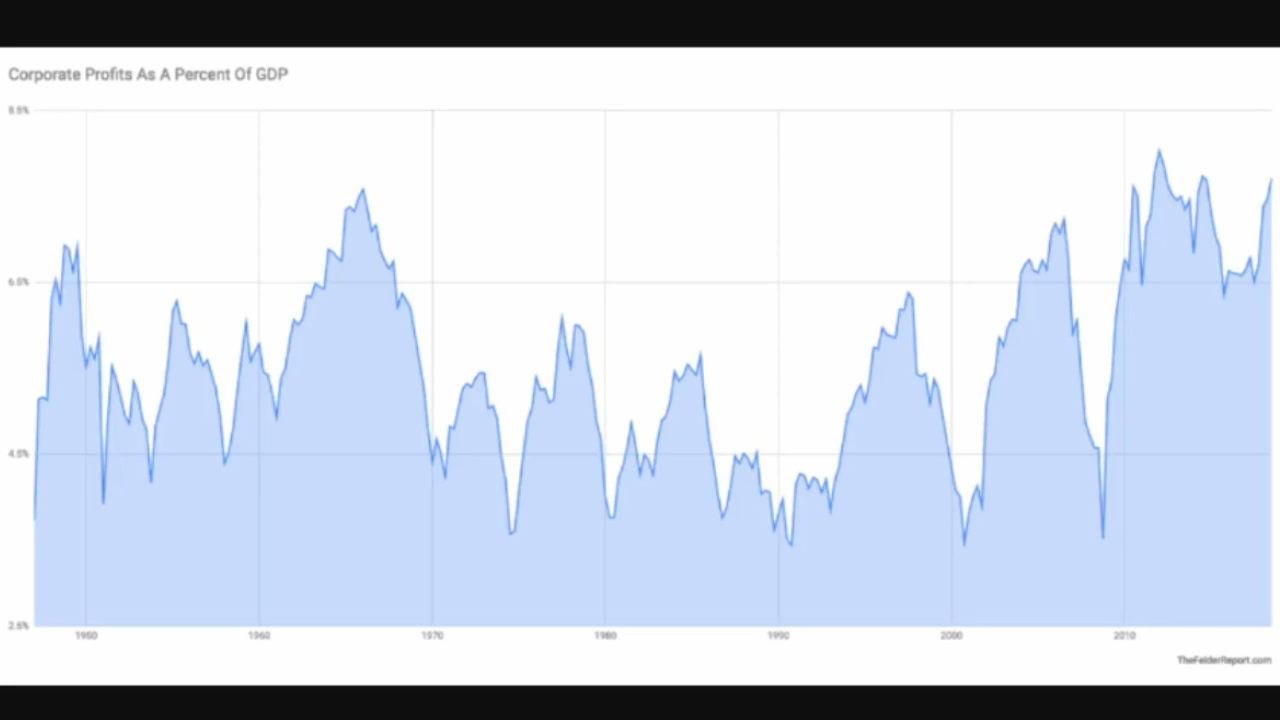 Corporate Profits As A Percent Of GDP
8.5%
6.5%
4.5%
2.5%
1950 1960 1970 1980 1990 2000 2010
TheFelderReport.com